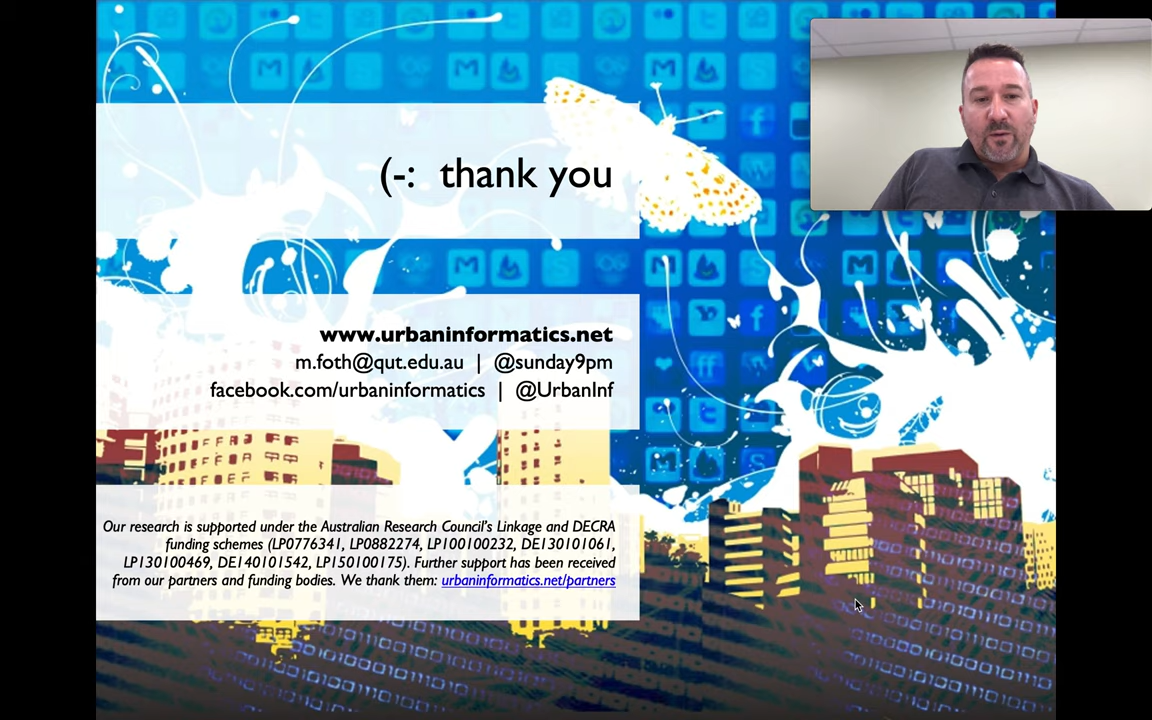 (-: thank you
www.urbaninformatics.net
m.foth@qut.edu.au | @sunday9pm
facebook.com/urbaninformatics | @UrbanInf
Our research is supported under the Australian Research Council's Linkage and DECRA
funding schemes (LP0776341, LP0882274, LP100100232, DE130101061,
LP130100469, DE140101542, LP150100175). Further support has been received
from our partners and funding bodies. We thank them: urbaninformatics.net/partners